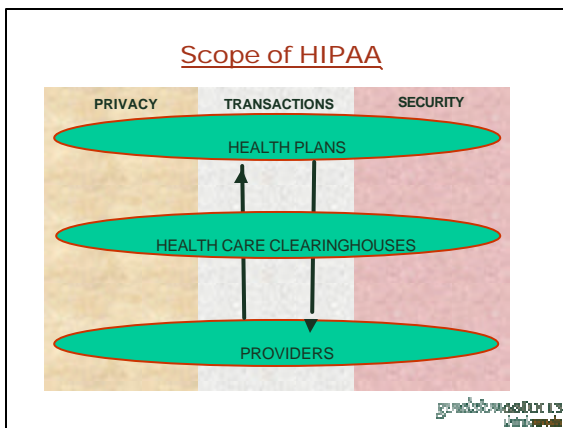 Scope of HIPAA
PRIVACY TRANSACTIONS SECURITY
HEALTH PLANS
HEALTH CARE CLEARINGHOUSES
PROVIDERS